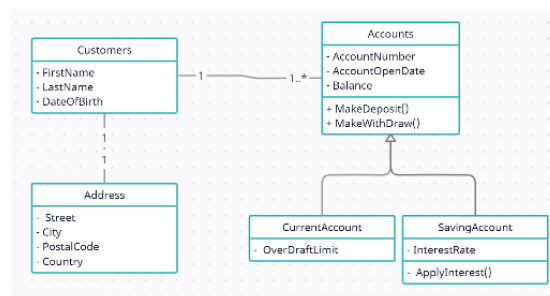 Customers
- FirstName
- LastName
- DateOfBirth
1
1..*
Accounts
- AccountNumber
- AccountOpenDate
- Balance
+ MakeDeposit()
+ MakeWithDraw()
1
1
Address
- Street
- City
- PostalCode
- Country
CurrentAccount
- OverDraftLimit
SavingAccount
- InterestRate
- ApplyInterest()